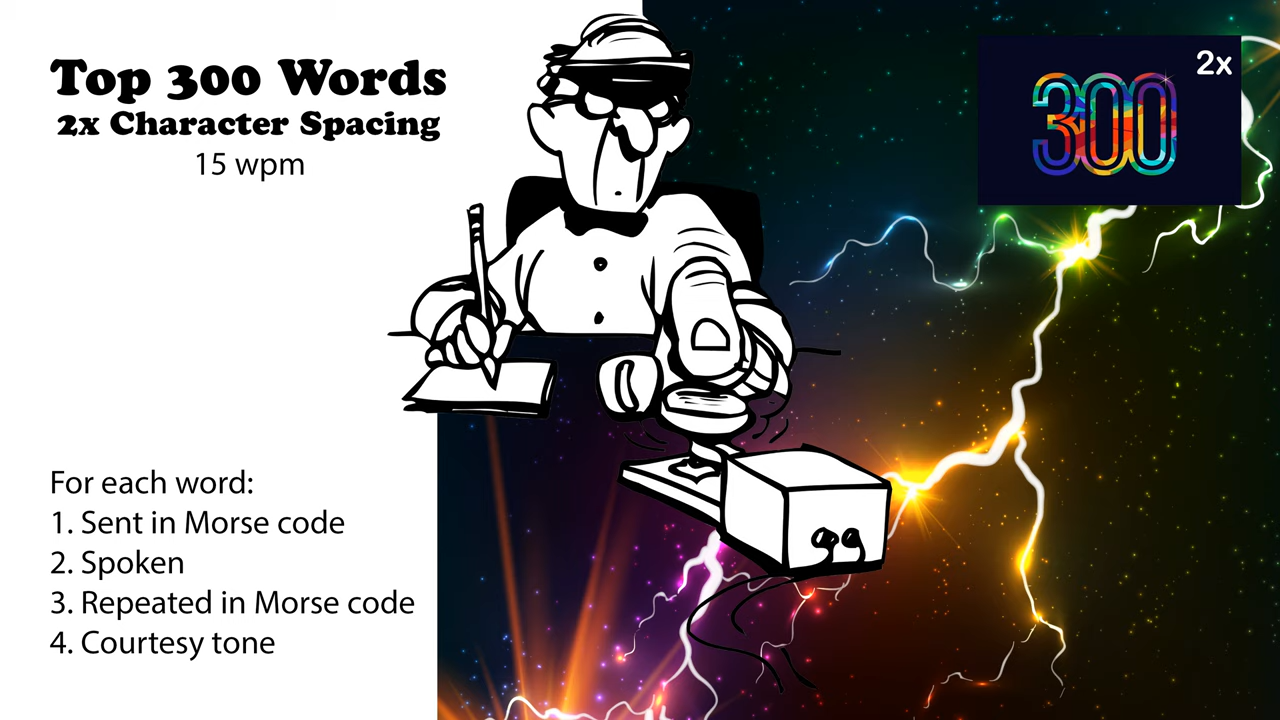 Top 300 Words
2x Character Spacing
15 wpm
2x
300
For each word:
1. Sent in Morse code
2. Spoken
3. Repeated in Morse code
4. Courtesy tone